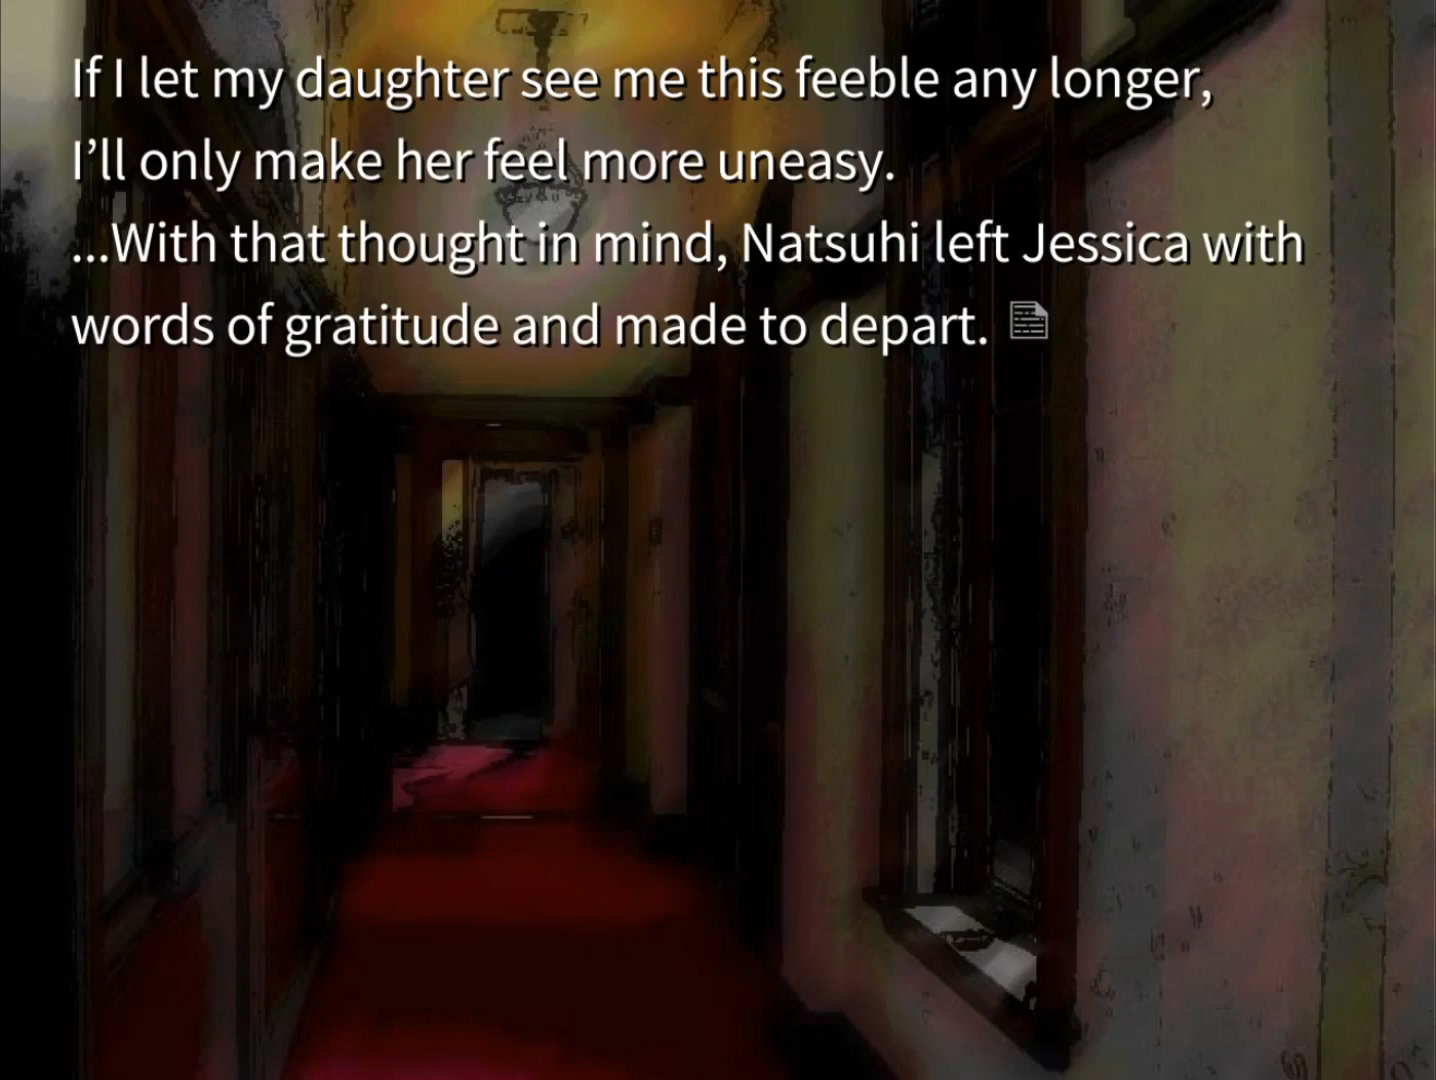 If I let my daughter see me this feeble any longer,
I’ll only make her feel more uneasy.
...With that thought in mind, Natsuhi left Jessica with
words of gratitude and made to depart.